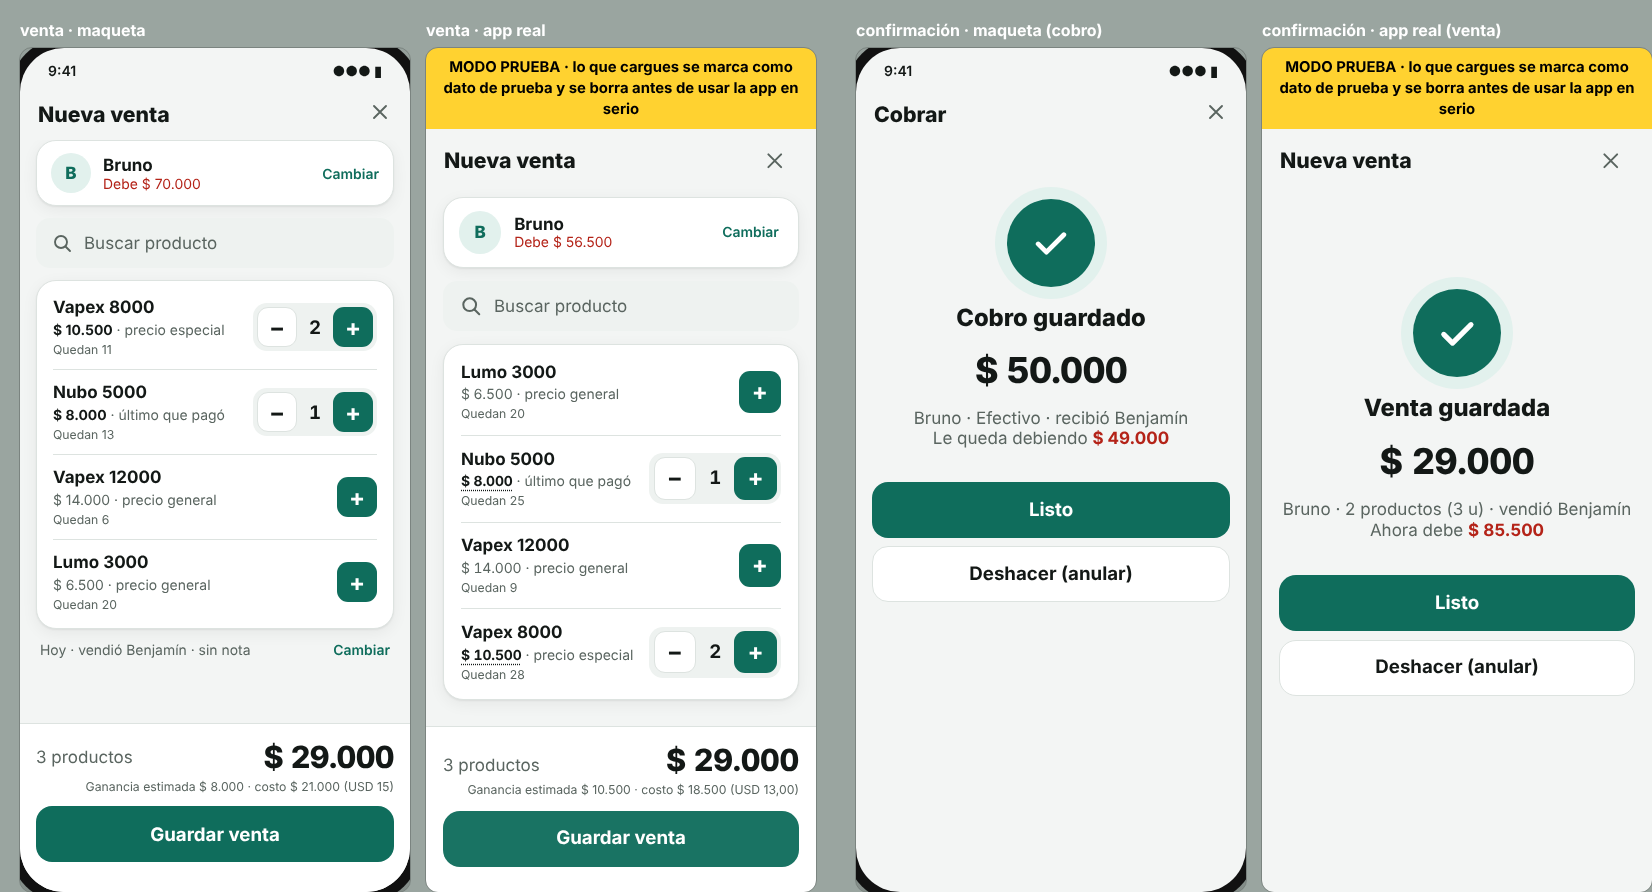 venta · maqueta
9:41
Nueva venta
B
Bruno
Debe $ 70.000
Cambiar
Buscar producto
Vapex 8000
$ 10.500 · precio especial
Quedan 11
− 2 +
Nubo 5000
$ 8.000 · último que pagó
Quedan 13
− 1 +
Vapex 12000
$ 14.000 · precio general
Quedan 6
+
Lumo 3000
$ 6.500 · precio general
Quedan 20
+
Hoy · vendió Benjamín · sin nota
Cambiar
3 productos
$ 29.000
Ganancia estimada $ 8.000 · costo $ 21.000 (USD 15)
Guardar venta
venta · app real
MODO PRUEBA · lo que cargues se marca como
dato de prueba y se borra antes de usar la app en
serio
Nueva venta
B
Bruno
Debe $ 56.500
Cambiar
Buscar producto
Lumo 3000
$ 6.500 · precio general
Quedan 20
+
Nubo 5000
$ 8.000 · último que pagó
Quedan 25
− 1 +
Vapex 12000
$ 14.000 · precio general
Quedan 9
+
Vapex 8000
$ 10.500 · precio especial
Quedan 28
− 2 +
3 productos
$ 29.000
Ganancia estimada $ 10.500 · costo $ 18.500 (USD 13,00)
Guardar venta
confirmación · maqueta (cobro)
9:41
Cobrar
Cobro guardado
$ 50.000
Bruno · Efectivo · recibió Benjamín
Le queda debiendo $ 49.000
Listo
Deshacer (anular)
confirmación · app real (venta)
MODO PRUEBA · lo que cargues se marca como
dato de prueba y se borra antes de usar la app en
serio
Nueva venta
Venta guardada
$ 29.000
Bruno · 2 productos (3 u) · vendió Benjamín
Ahora debe $ 85.500
Listo
Deshacer (anular)